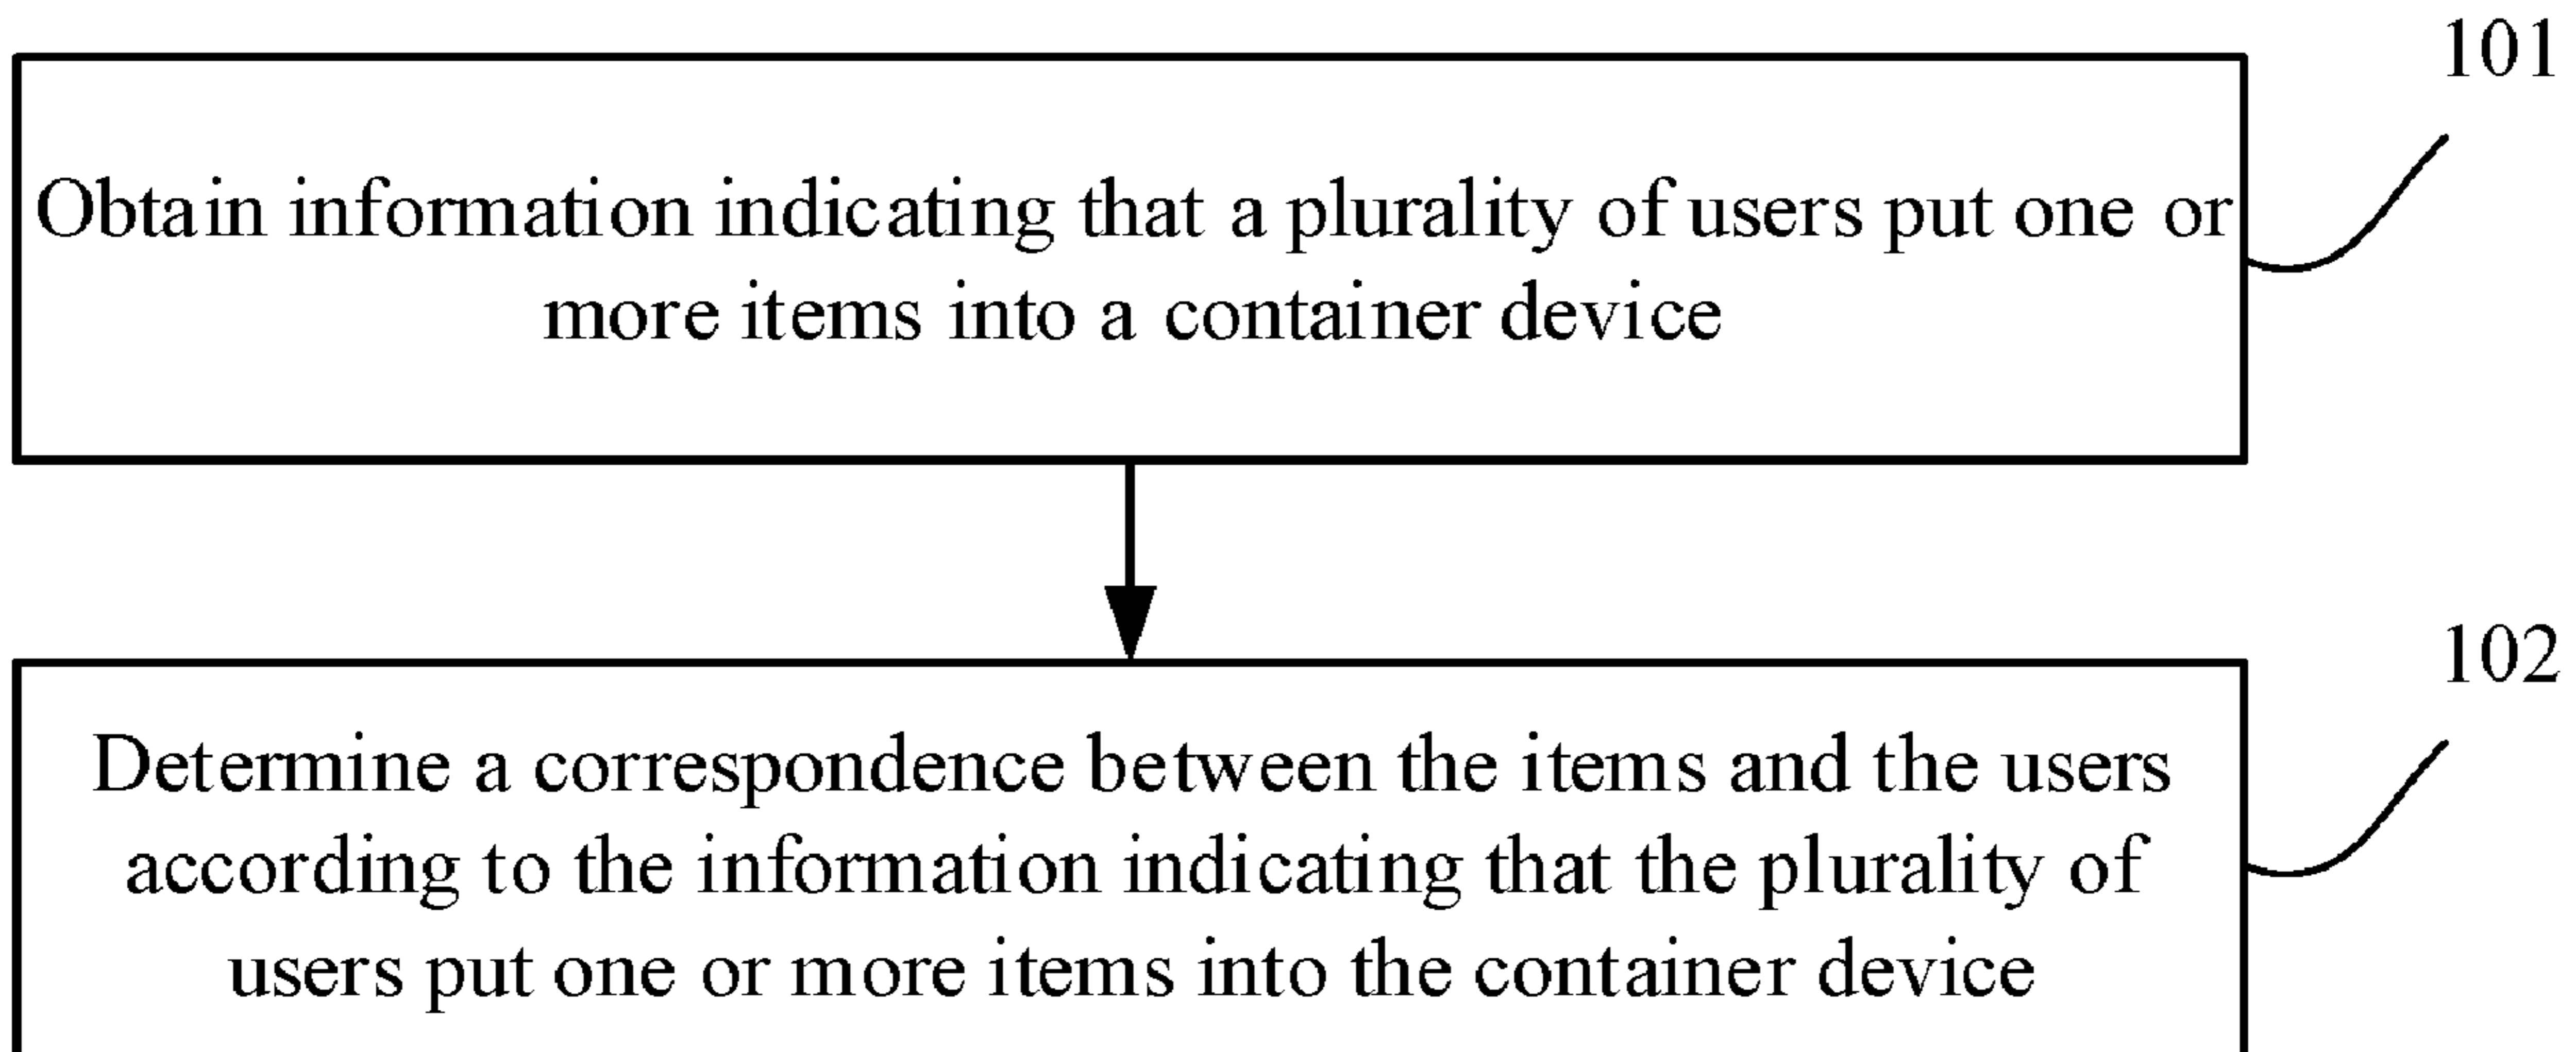 101
Obtain information indicating that a plurality of users put one or
more items into a container device
102
Determine a correspondence between the items and the users
according to the information indicating that the plurality of
users put one or more items into the container device